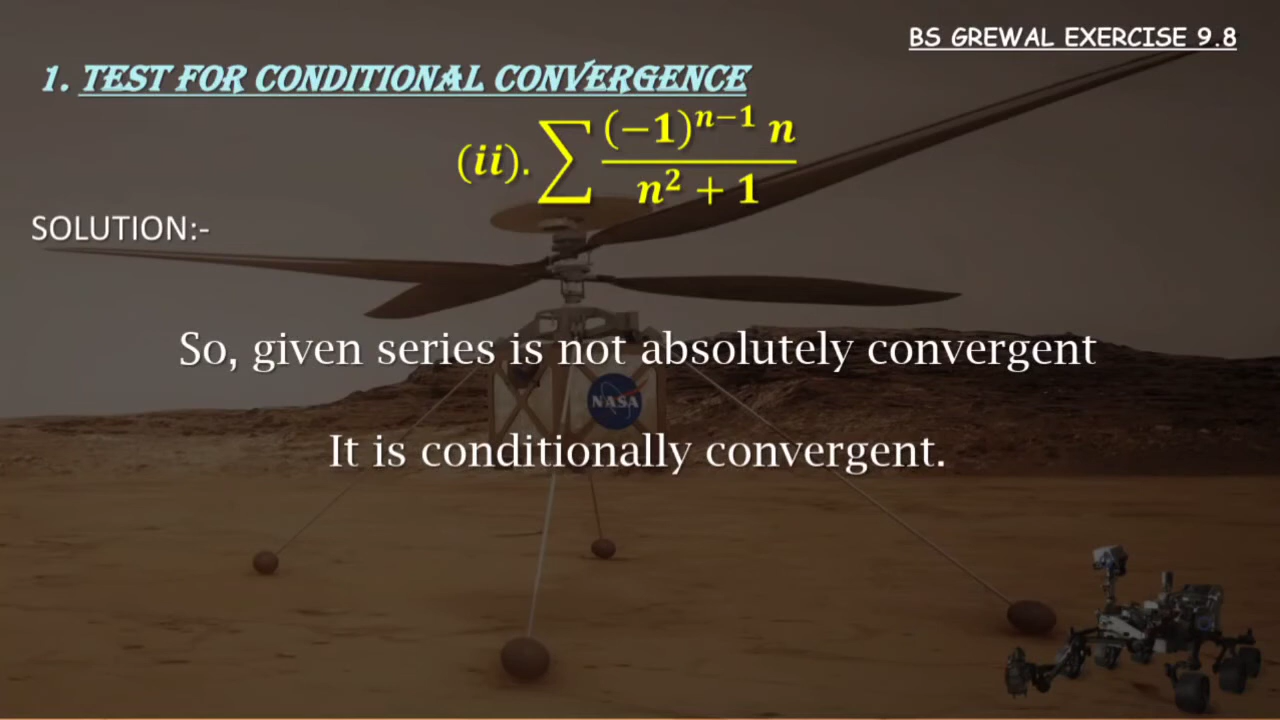 BS GREWAL EXERCISE 9.8
1. TEST FOR CONDITIONAL CONVERGENCE
(ii). ∑ (−1)ⁿ⁻¹ n / n² + 1
SOLUTION:-
So, given series is not absolutely convergent
NASA
It is conditionally convergent.